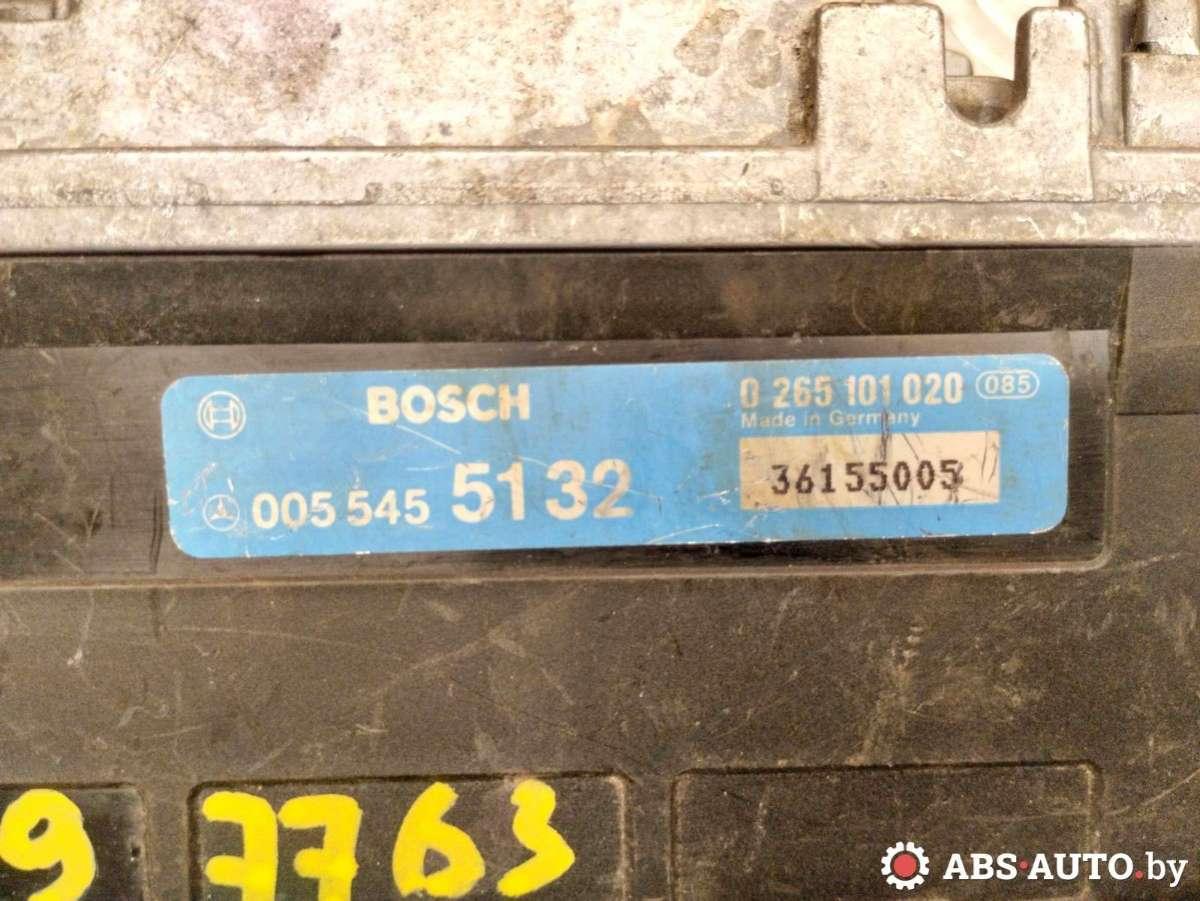 BOSCH
0 265 101 020 085
Made in Germany
005 545 5132
36155005
9 7763
ABS·AUTO.by